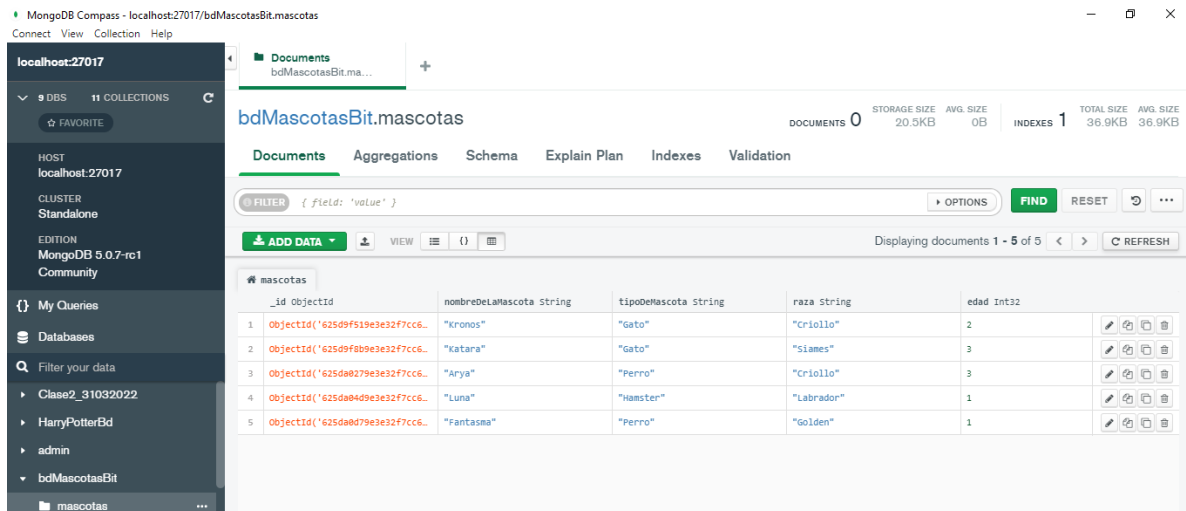 MongoDB Compass - localhost:27017/bdMascotasBit.mascotas
Connect View Collection Help
localhost:27017
9 DBS 11 COLLECTIONS
FAVORITE
HOST
localhost:27017
CLUSTER
Standalone
EDITION
MongoDB 5.0.7-rc1
Community
{} My Queries
Databases
Filter your data
Clase2_31032022
HarryPotterBd
admin
bdMascotasBit
mascotas ...
Documents
bdMascotasBit.ma...
+
bdMascotasBit.mascotas
DOCUMENTS 0 STORAGE SIZE 20.5KB AVG. SIZE 0B INDEXES 1 TOTAL SIZE 36.9KB AVG. SIZE 36.9KB
Documents Aggregations Schema Explain Plan Indexes Validation
FILTER { field: 'value' } OPTIONS FIND RESET ...
ADD DATA VIEW {} Displaying documents 1 - 5 of 5 < > REFRESH
mascotas
_id ObjectId nombreDeLaMascota String tipoDeMascota String raza String edad Int32
1 ObjectId('625d9f519e3e32f7cc6… "Kronos" "Gato" "Criollo" 2
2 ObjectId('625d9f8b9e3e32f7cc6… "Katara" "Gato" "Siames" 3
3 ObjectId('625da0279e3e32f7cc6… "Arya" "Perro" "Criollo" 3
4 ObjectId('625da04d9e3e32f7cc6… "Luna" "Hamster" "Labrador" 1
5 ObjectId('625da0d79e3e32f7cc6… "Fantasma" "Perro" "Golden" 1